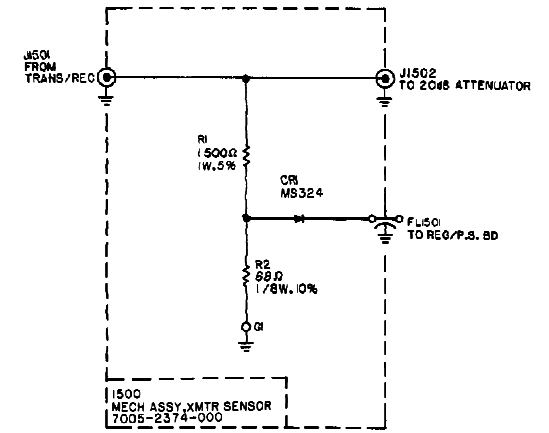 J1501
FROM
TRANS/REC
J1502
TO 20dB ATTENUATOR
R1
1500Ω
1W.5%
CR1
MS324
FL1501
TO REG/P.S. BD
R2
68Ω
1/8W.10%
G1
1500
MECH ASSY,XMTR SENSOR
7005-2374-000